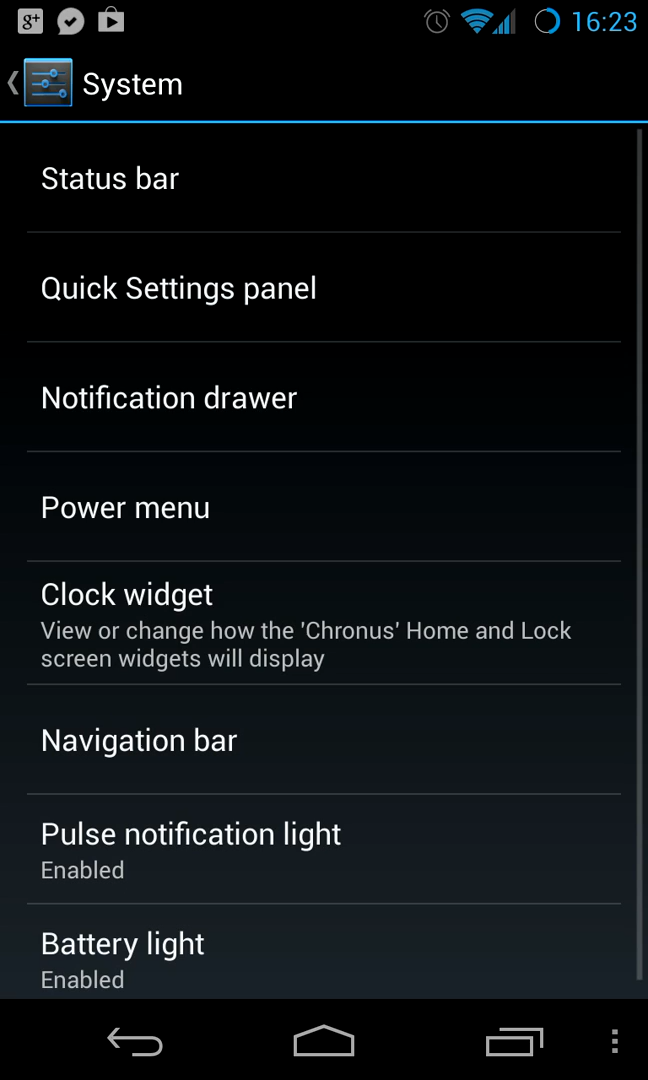 g+
16:23
System
Status bar
Quick Settings panel
Notification drawer
Power menu
Clock widget
View or change how the 'Chronus' Home and Lock
screen widgets will display
Navigation bar
Pulse notification light
Enabled
Battery light
Enabled